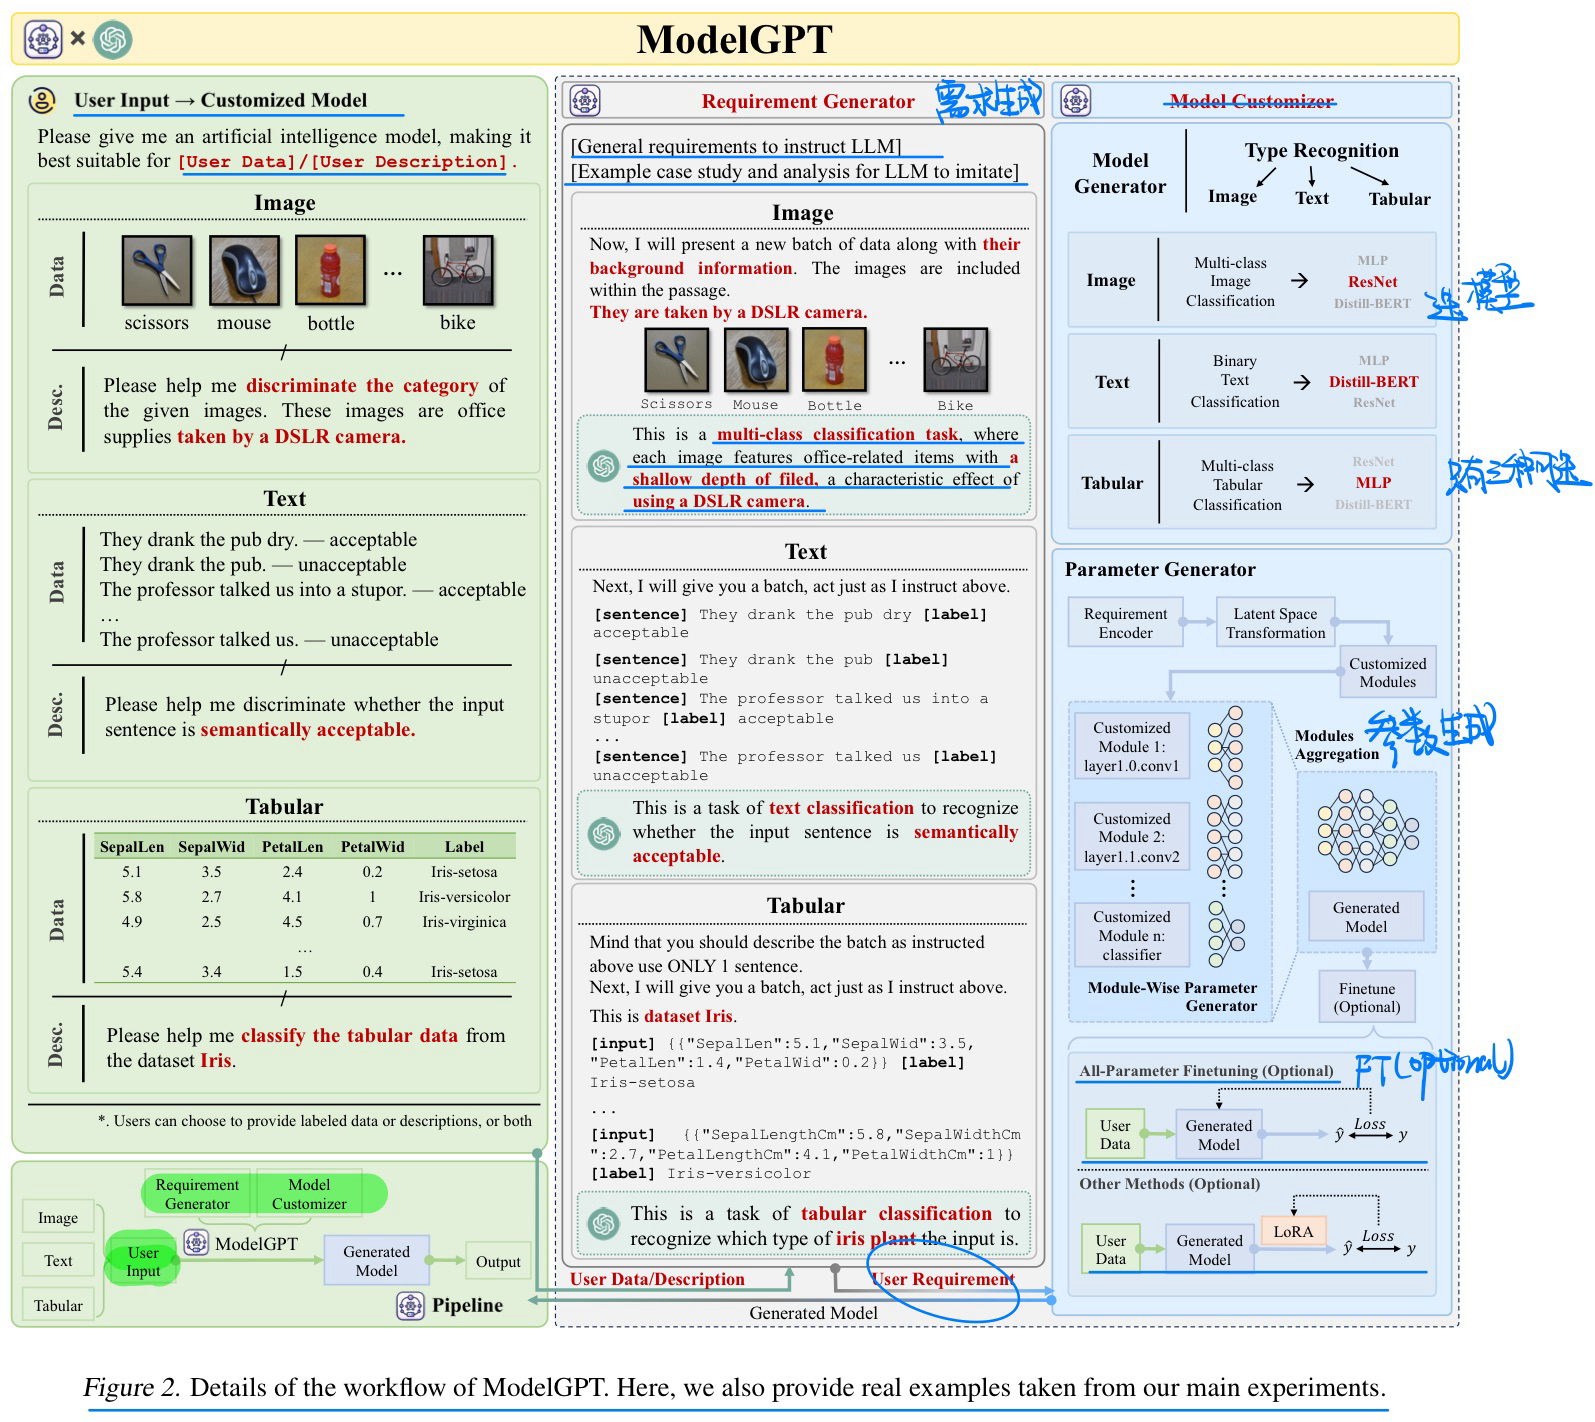 ModelGPT
User Input → Customized Model
Please give me an artificial intelligence model, making it
best suitable for [User Data]/[User Description].
Image
Data
scissors mouse bottle ... bike
Desc.
Please help me discriminate the category of
the given images. These images are office
supplies taken by a DSLR camera.
Text
Data
They drank the pub dry. — acceptable
They drank the pub. — unacceptable
The professor talked us into a stupor. — acceptable
...
The professor talked us. — unacceptable
Desc.
Please help me discriminate whether the input
sentence is semantically acceptable.
Tabular
Data
SepalLen SepalWid PetalLen PetalWid Label
5.1 3.5 2.4 0.2 Iris-setosa
5.8 2.7 4.1 1 Iris-versicolor
4.9 2.5 4.5 0.7 Iris-virginica
...
5.4 3.4 1.5 0.4 Iris-setosa
Desc.
Please help me classify the tabular data from
the dataset Iris.
*. Users can choose to provide labeled data or descriptions, or both
Requirement
Generator
Model
Customizer
Image
Text
Tabular
User
Input
ModelGPT
Generated
Model
Output
Pipeline
Requirement Generator
需求生成
[General requirements to instruct LLM]
[Example case study and analysis for LLM to imitate]
Image
Now, I will present a new batch of data along with their
background information. The images are included
within the passage.
They are taken by a DSLR camera.
...
Scissors Mouse Bottle Bike
This is a multi-class classification task, where
each image features office-related items with a
shallow depth of filed, a characteristic effect of
using a DSLR camera.
Text
Next, I will give you a batch, act just as I instruct above.
[sentence] They drank the pub dry [label]
acceptable
[sentence] They drank the pub [label]
unacceptable
[sentence] The professor talked us into a
stupor [label] acceptable
...
[sentence] The professor talked us [label]
unacceptable
This is a task of text classification to recognize
whether the input sentence is semantically
acceptable.
Tabular
Mind that you should describe the batch as instructed
above use ONLY 1 sentence.
Next, I will give you a batch, act just as I instruct above.
This is dataset Iris.
[input] {{"SepalLen":5.1,"SepalWid":3.5,
"PetalLen":1.4,"PetalWid":0.2}} [label]
Iris-setosa
...
[input] {{"SepalLengthCm":5.8,"SepalWidthCm
":2.7,"PetalLengthCm":4.1,"PetalWidthCm":1}}
[label] Iris-versicolor
This is a task of tabular classification to
recognize which type of iris plant the input is.
User Data/Description
User Requirement
Generated Model
Model Customizer
Model
Generator
Type Recognition
Image Text Tabular
Image
Multi-class
Image
Classification
MLP
ResNet
Distill-BERT
选模型
Text
Binary
Text
Classification
MLP
Distill-BERT
ResNet
Tabular
Multi-class
Tabular
Classification
ResNet
MLP
Distill-BERT
只有三种可选
Parameter Generator
Requirement
Encoder
Latent Space
Transformation
Customized
Modules
Customized
Module 1:
layer1.0.conv1
Customized
Module 2:
layer1.1.conv2
Customized
Module n:
classifier
Module-Wise Parameter
Generator
Modules
Aggregation
参数生成
Generated
Model
Finetune
(Optional)
All-Parameter Finetuning (Optional)
FT(optional)
User
Data
Generated
Model
ŷ Loss y
Other Methods (Optional)
User
Data
Generated
Model
LoRA
ŷ Loss y
Figure 2. Details of the workflow of ModelGPT. Here, we also provide real examples taken from our main experiments.